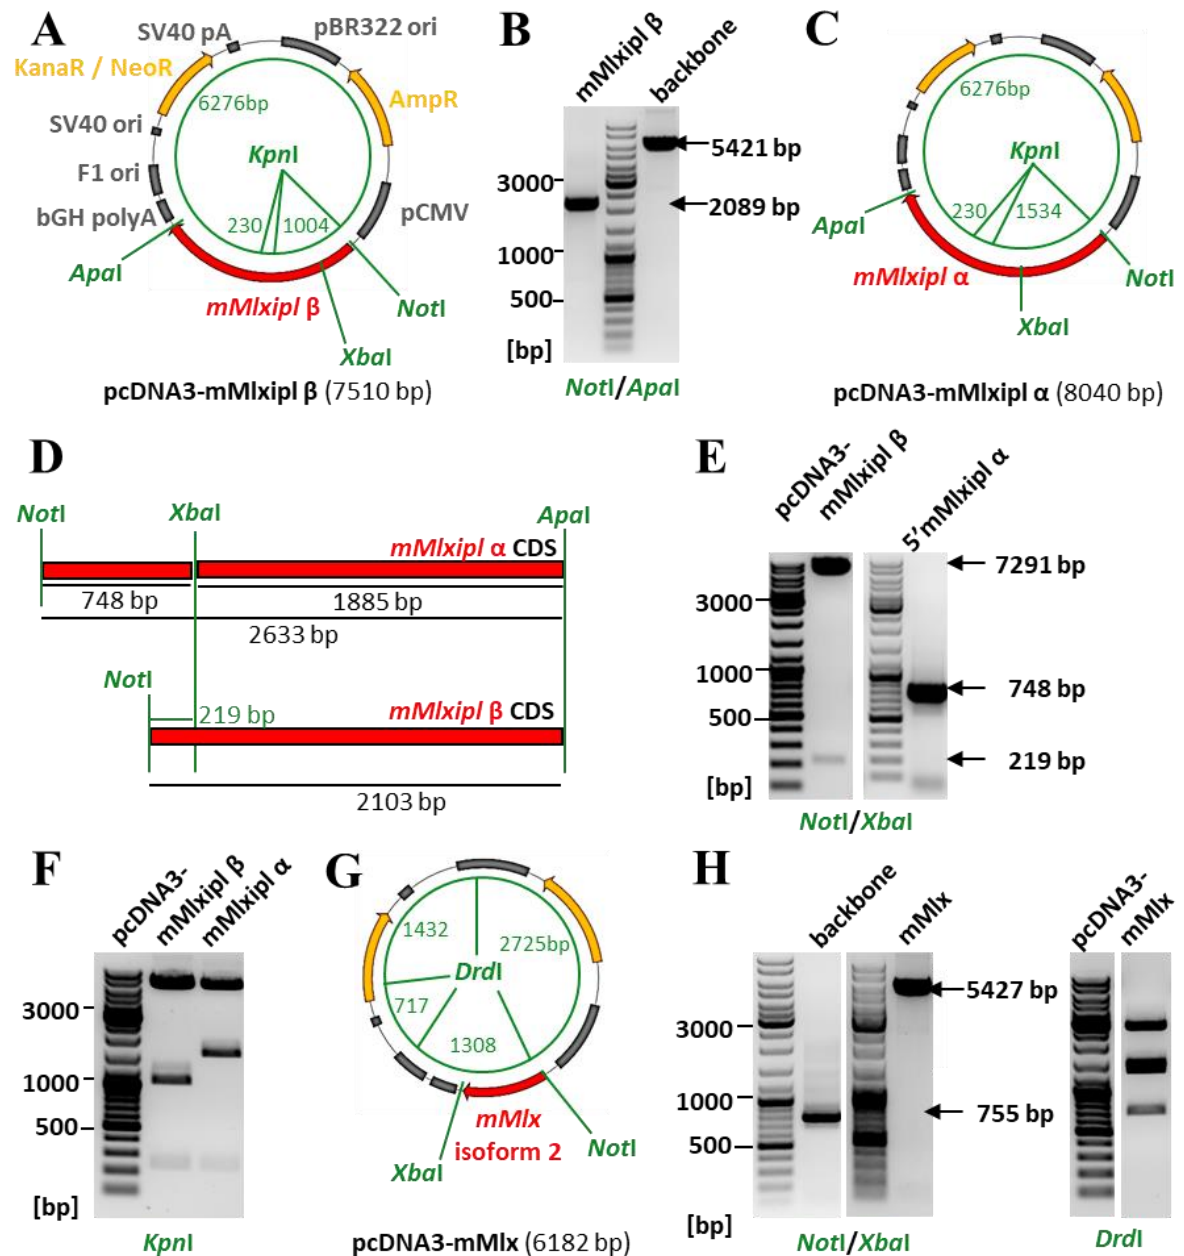 A
SV40 pA
pBR322 ori
KanaR / NeoR
6276bp
AmpR
SV40 ori
KpnI
F1 ori
bGH polyA
230
1004
pCMV
ApaI
mMlxipl β
NotI
XbaI
pcDNA3-mMlxipl β (7510 bp)
B
mMlxipl β
backbone
5421 bp
3000
2089 bp
1000
500
[bp]
NotI/ApaI
C
6276bp
KpnI
230
1534
ApaI
mMlxipl α
NotI
XbaI
pcDNA3-mMlxipl α (8040 bp)
D
NotI
XbaI
ApaI
mMlxipl α CDS
748 bp
1885 bp
2633 bp
NotI
219 bp
mMlxipl β CDS
2103 bp
E
pcDNA3-
mMlxipl β
5'mMlxipl α
7291 bp
3000
1000
748 bp
500
219 bp
[bp]
NotI/XbaI
F
pcDNA3-
mMlxipl β
mMlxipl α
3000
1000
500
[bp]
KpnI
G
1432
2725bp
DrdI
717
1308
mMlx
isoform 2
XbaI
NotI
pcDNA3-mMlx (6182 bp)
H
backbone
mMlx
pcDNA3-
mMlx
5427 bp
3000
1000
755 bp
500
[bp]
NotI/XbaI
DrdI